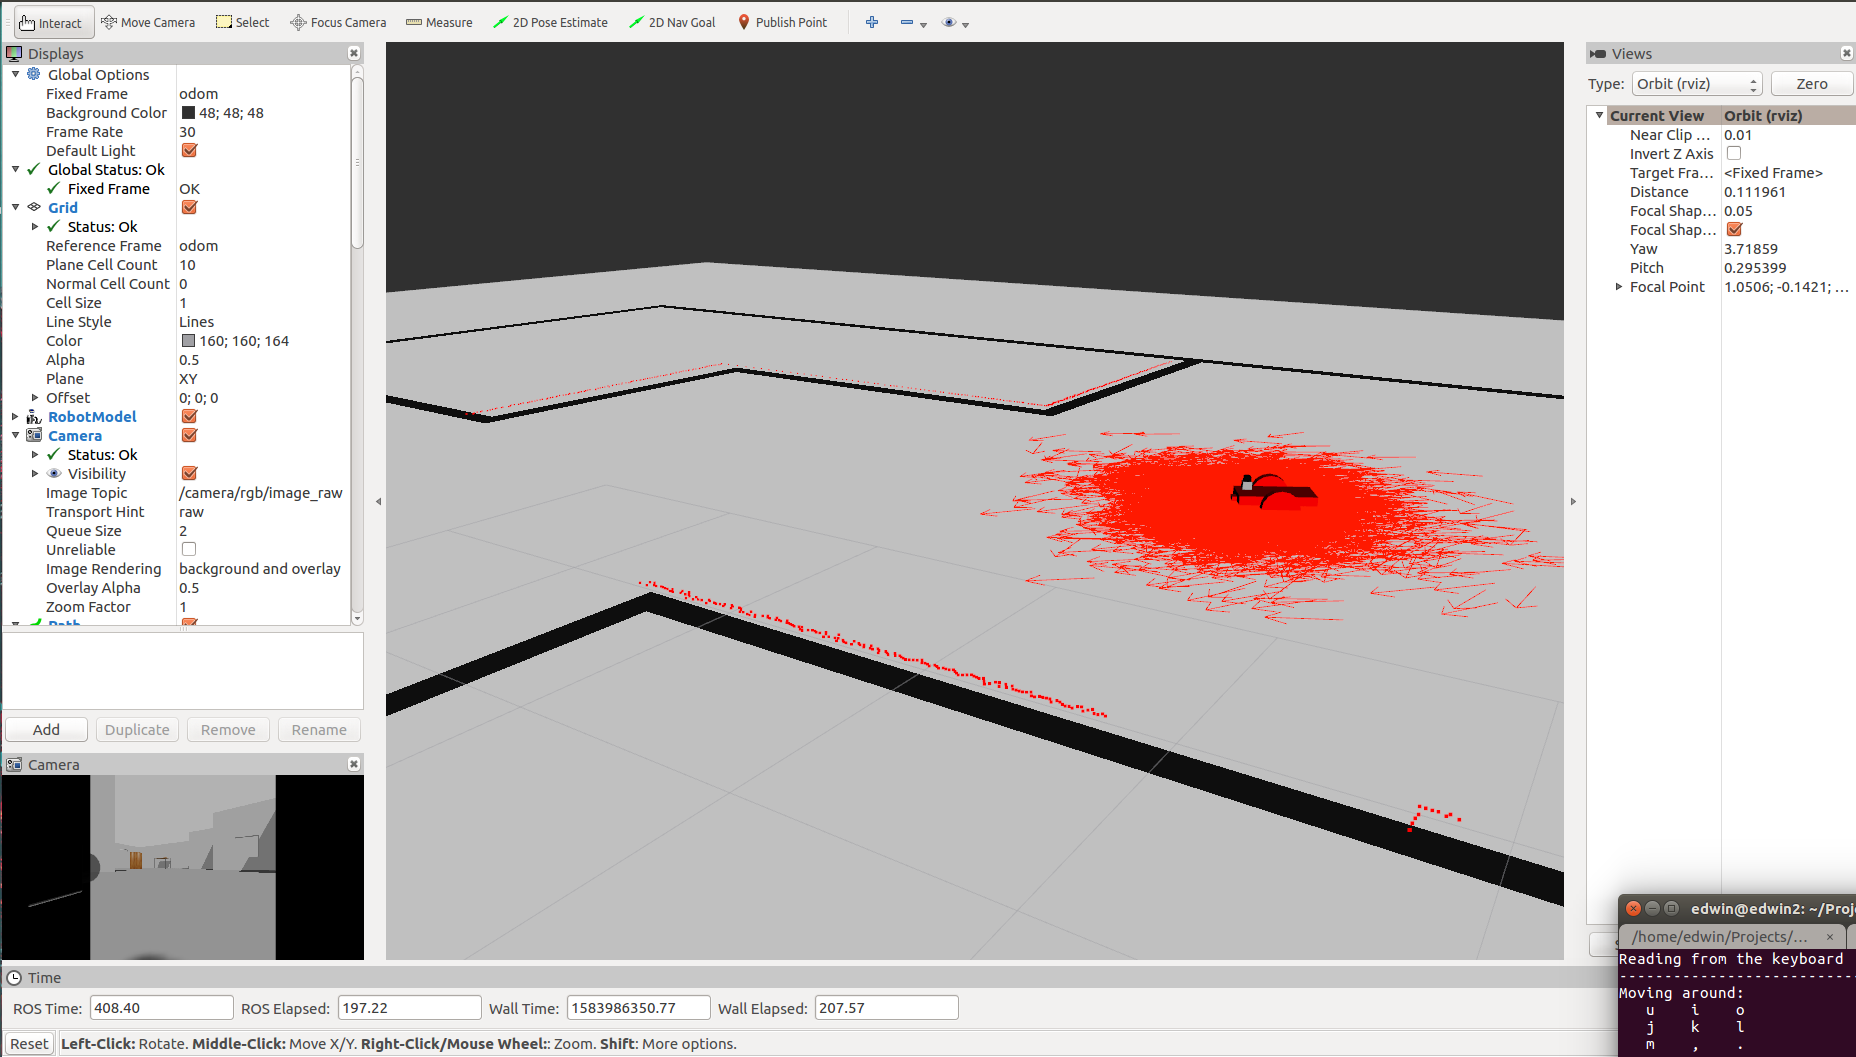 Interact Move Camera Select Focus Camera Measure 2D Pose Estimate 2D Nav Goal Publish Point
Displays
Global Options
Fixed Frame odom
Background Color 48; 48; 48
Frame Rate 30
Default Light
Global Status: Ok
Fixed Frame OK
Grid
Status: Ok
Reference Frame odom
Plane Cell Count 10
Normal Cell Count 0
Cell Size 1
Line Style Lines
Color 160; 160; 164
Alpha 0.5
Plane XY
Offset 0; 0; 0
RobotModel
Camera
Status: Ok
Visibility
Image Topic /camera/rgb/image_raw
Transport Hint raw
Queue Size 2
Unreliable
Image Rendering background and overlay
Overlay Alpha 0.5
Zoom Factor 1
Path
Add Duplicate Remove Rename
Camera
Views
Type: Orbit (rviz) Zero
Current View Orbit (rviz)
Near Clip ... 0.01
Invert Z Axis
Target Fra... <Fixed Frame>
Distance 0.111961
Focal Shap... 0.05
Focal Shap...
Yaw 3.71859
Pitch 0.295399
Focal Point 1.0506; -0.1421; ...
edwin@edwin2: ~/Proj
/home/edwin/Projects/... ×
Reading from the keyboard
---------------------------
Moving around:
u i o
j k l
m , .
Time
ROS Time: 408.40 ROS Elapsed: 197.22 Wall Time: 1583986350.77 Wall Elapsed: 207.57
Reset Left-Click: Rotate. Middle-Click: Move X/Y. Right-Click/Mouse Wheel:: Zoom. Shift: More options.